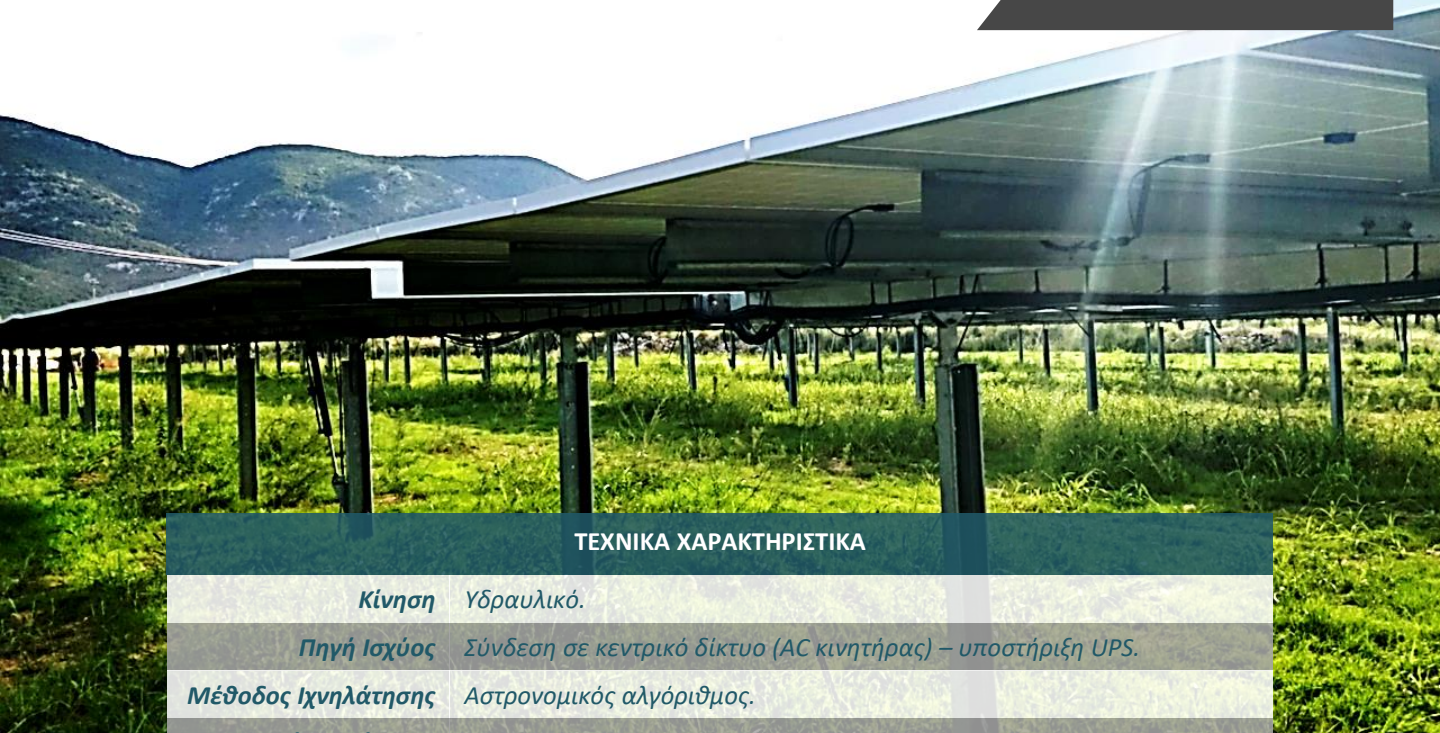 ΤΕΧΝΙΚΑ ΧΑΡΑΚΤΗΡΙΣΤΙΚΑ
Κίνηση Υδραυλικό.
Πηγή Ισχύος Σύνδεση σε κεντρικό δίκτυο (AC κινητήρας) – υποστήριξη UPS.
Μέθοδος Ιχνηλάτησης Αστρονομικός αλγόριθμος.